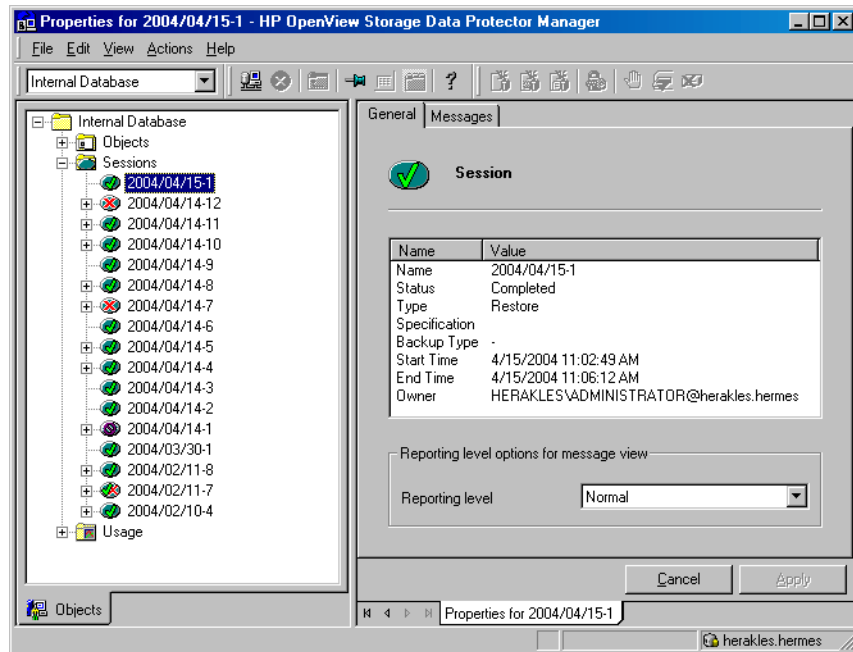 Properties for 2004/04/15-1 - HP OpenView Storage Data Protector Manager
File Edit View Actions Help
Internal Database
Internal Database
Objects
Sessions
2004/04/15-1
2004/04/14-12
2004/04/14-11
2004/04/14-10
2004/04/14-9
2004/04/14-8
2004/04/14-7
2004/04/14-6
2004/04/14-5
2004/04/14-4
2004/04/14-3
2004/04/14-2
2004/04/14-1
2004/03/30-1
2004/02/11-8
2004/02/11-7
2004/02/10-4
Usage
Objects
General Messages
Session
Name Value
Name 2004/04/15-1
Status Completed
Type Restore
Specification
Backup Type -
Start Time 4/15/2004 11:02:49 AM
End Time 4/15/2004 11:06:12 AM
Owner HERAKLES\ADMINISTRATOR@herakles.hermes
Reporting level options for message view
Reporting level Normal
Cancel Apply
Properties for 2004/04/15-1
herakles.hermes